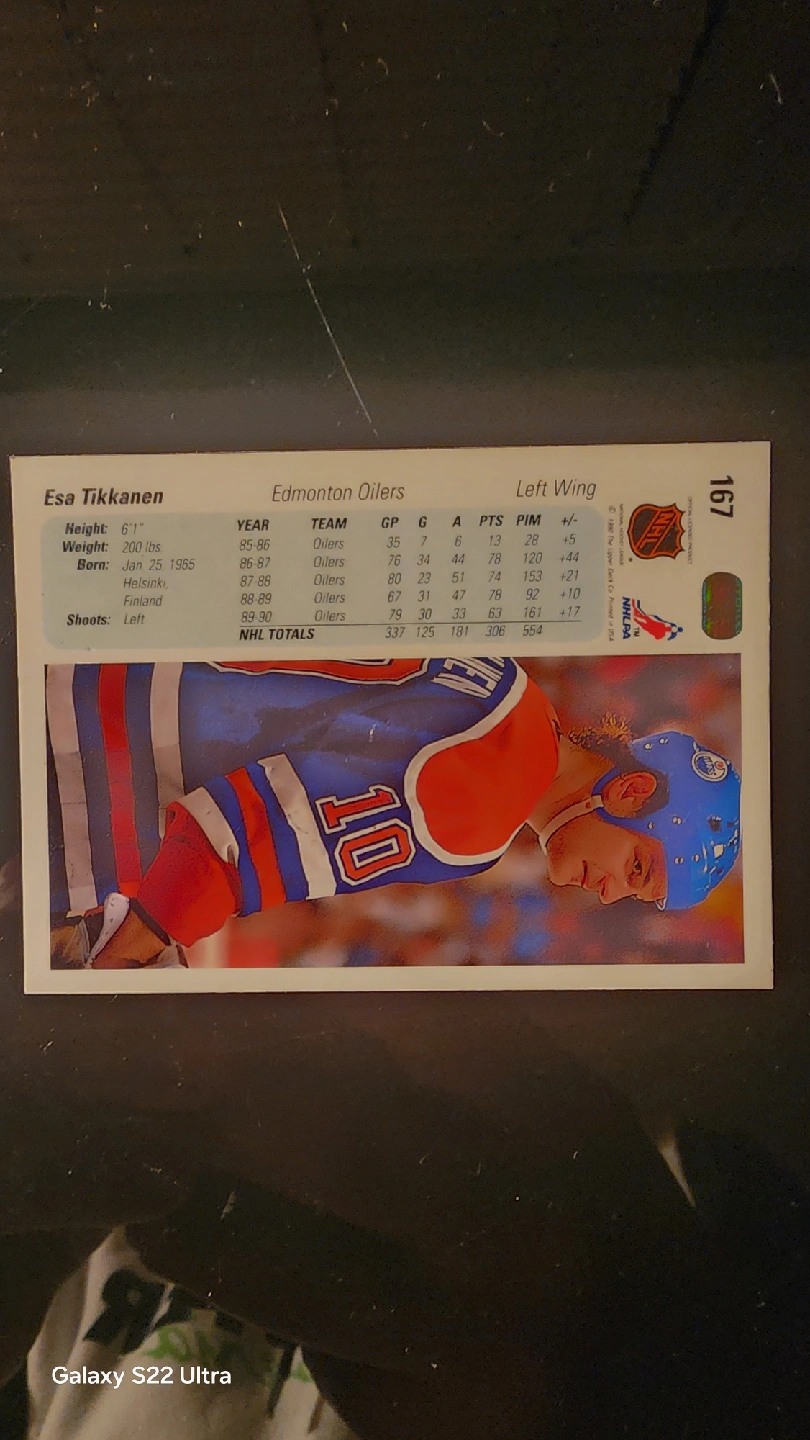 Esa Tikkanen Edmonton Oilers Left Wing
Height: 6'1"
Weight: 200 lbs.
Born: Jan. 25, 1965
Helsinki,
Finland
Shoots: Left
YEAR TEAM GP G A PTS PIM +/-
85-86 Oilers 35 7 6 13 28 +5
86-87 Oilers 76 34 44 78 120 +44
87-88 Oilers 80 23 51 74 153 +21
88-89 Oilers 67 31 47 78 92 +10
89-90 Oilers 79 30 33 63 161 +17
NHL TOTALS 337 125 181 306 554
167
NHL
NHLPA
TM
10
Galaxy S22 Ultra